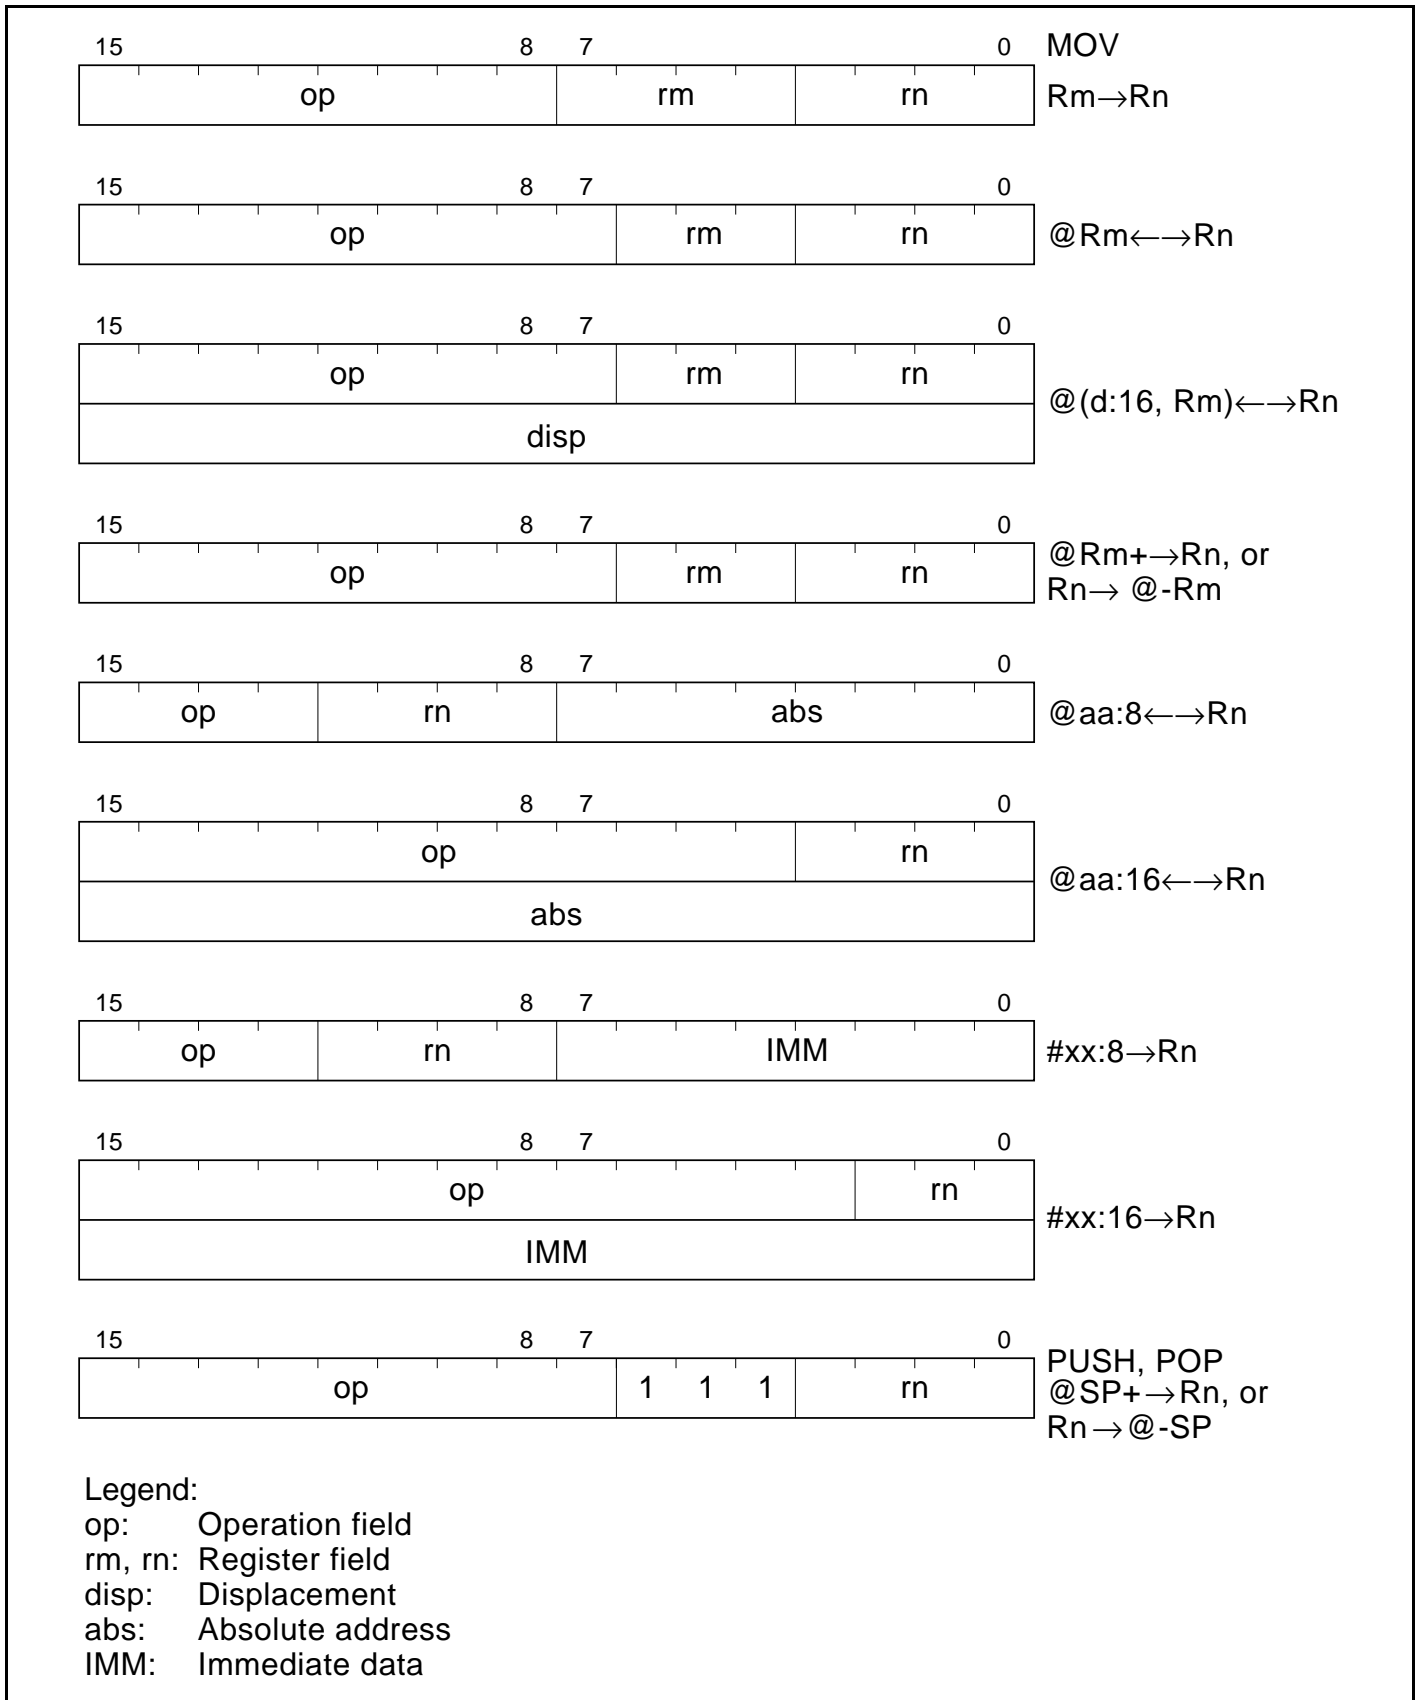 15 8 7 0 MOV
op rm rn Rm→Rn
15 8 7 0
op rm rn @Rm←→Rn
15 8 7 0
op rm rn
@(d:16, Rm)←→Rn
disp
15 8 7 0
@Rm+→Rn, or
op rm rn
Rn→ @-Rm
15 8 7 0
op rn abs @aa:8←→Rn
15 8 7 0
op rn
@aa:16←→Rn
abs
15 8 7 0
op rn IMM #xx:8→Rn
15 8 7 0
op rn
#xx:16→Rn
IMM
15 8 7 0
PUSH, POP
op 1 1 1 rn @SP+→Rn, or
Rn→@-SP
Legend:
op: Operation field
rm, rn: Register field
disp: Displacement
abs: Absolute address
IMM: Immediate data